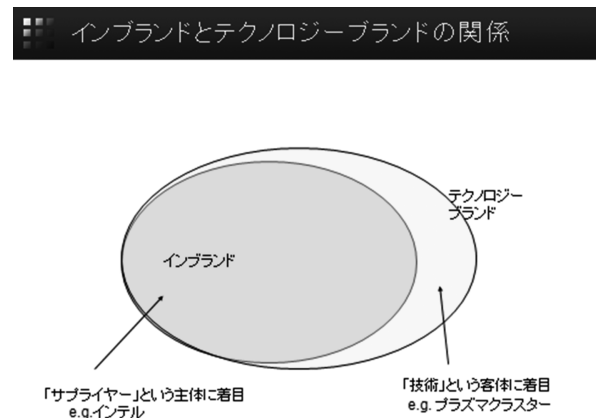 インブランドとテクノロジーブランドの関係
テクノロジー
ブランド
インブランド
「サプライヤー」という主体に着目
e.g.インテル
「技術」という客体に着目
e.g. プラズマクラスター